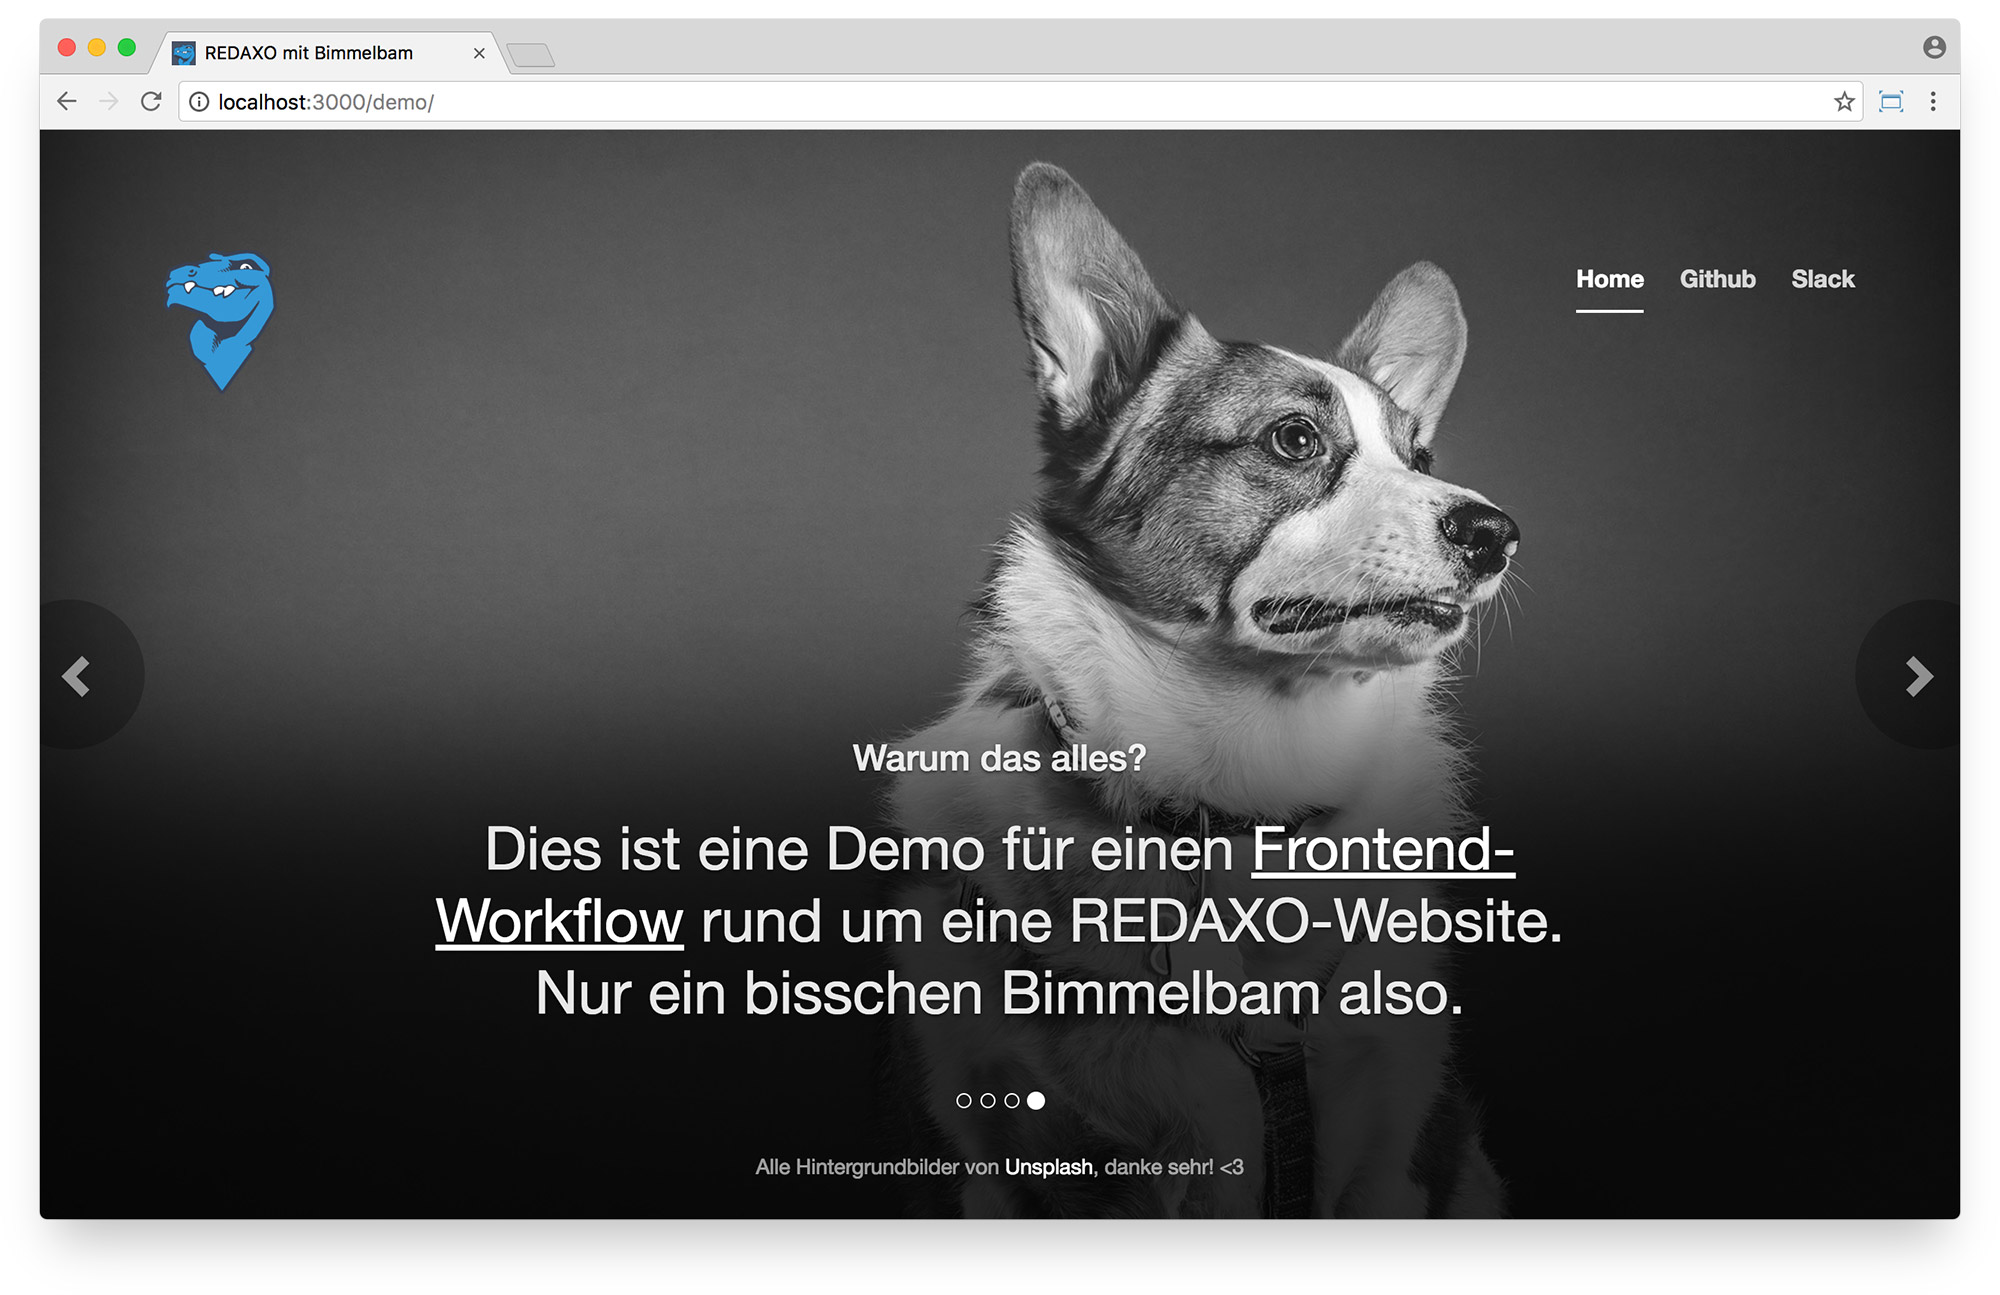 REDAXO mit Bimmelbam
localhost:3000/demo/
Home Github Slack
Warum das alles?
Dies ist eine Demo für einen Frontend-
Workflow rund um eine REDAXO-Website.
Nur ein bisschen Bimmelbam also.
Alle Hintergrundbilder von Unsplash, danke sehr! <3